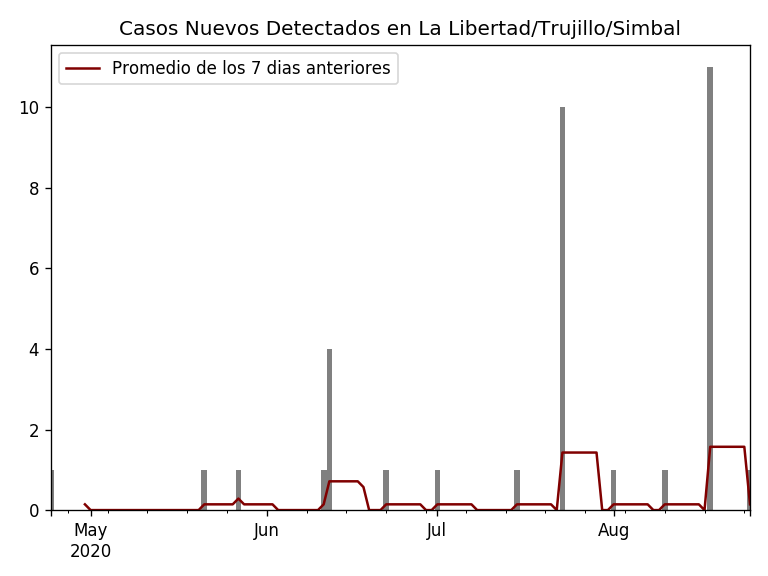 Casos Nuevos Detectados en La Libertad/Trujillo/Simbal
Promedio de los 7 dias anteriores
10
8
6
4
2
0
May Jun Jul Aug
2020